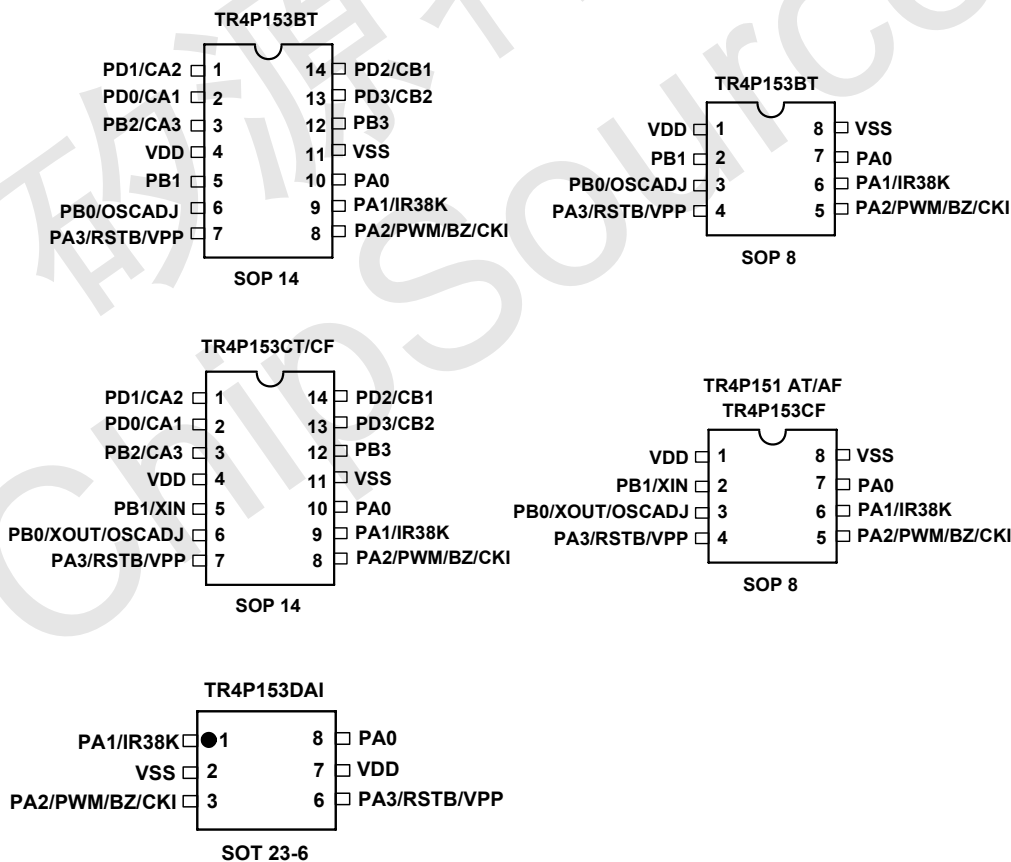 TR4P153BT
PD1/CA2 1 14 PD2/CB1
PD0/CA1 2 13 PD3/CB2
PB2/CA3 3 12 PB3
VDD 4 11 VSS
PB1 5 10 PA0
PB0/OSCADJ 6 9 PA1/IR38K
PA3/RSTB/VPP 7 8 PA2/PWM/BZ/CKI
SOP 14
TR4P153BT
VDD 1 8 VSS
PB1 2 7 PA0
PB0/OSCADJ 3 6 PA1/IR38K
PA3/RSTB/VPP 4 5 PA2/PWM/BZ/CKI
SOP 8
TR4P153CT/CF
PD1/CA2 1 14 PD2/CB1
PD0/CA1 2 13 PD3/CB2
PB2/CA3 3 12 PB3
VDD 4 11 VSS
PB1/XIN 5 10 PA0
PB0/XOUT/OSCADJ 6 9 PA1/IR38K
PA3/RSTB/VPP 7 8 PA2/PWM/BZ/CKI
SOP 14
TR4P151 AT/AF
TR4P153CF
VDD 1 8 VSS
PB1/XIN 2 7 PA0
PB0/XOUT/OSCADJ 3 6 PA1/IR38K
PA3/RSTB/VPP 4 5 PA2/PWM/BZ/CKI
SOP 8
TR4P153DAI
PA1/IR38K 1 8 PA0
VSS 2 7 VDD
PA2/PWM/BZ/CKI 3 6 PA3/RSTB/VPP
SOT 23-6
矽源
ChipSource